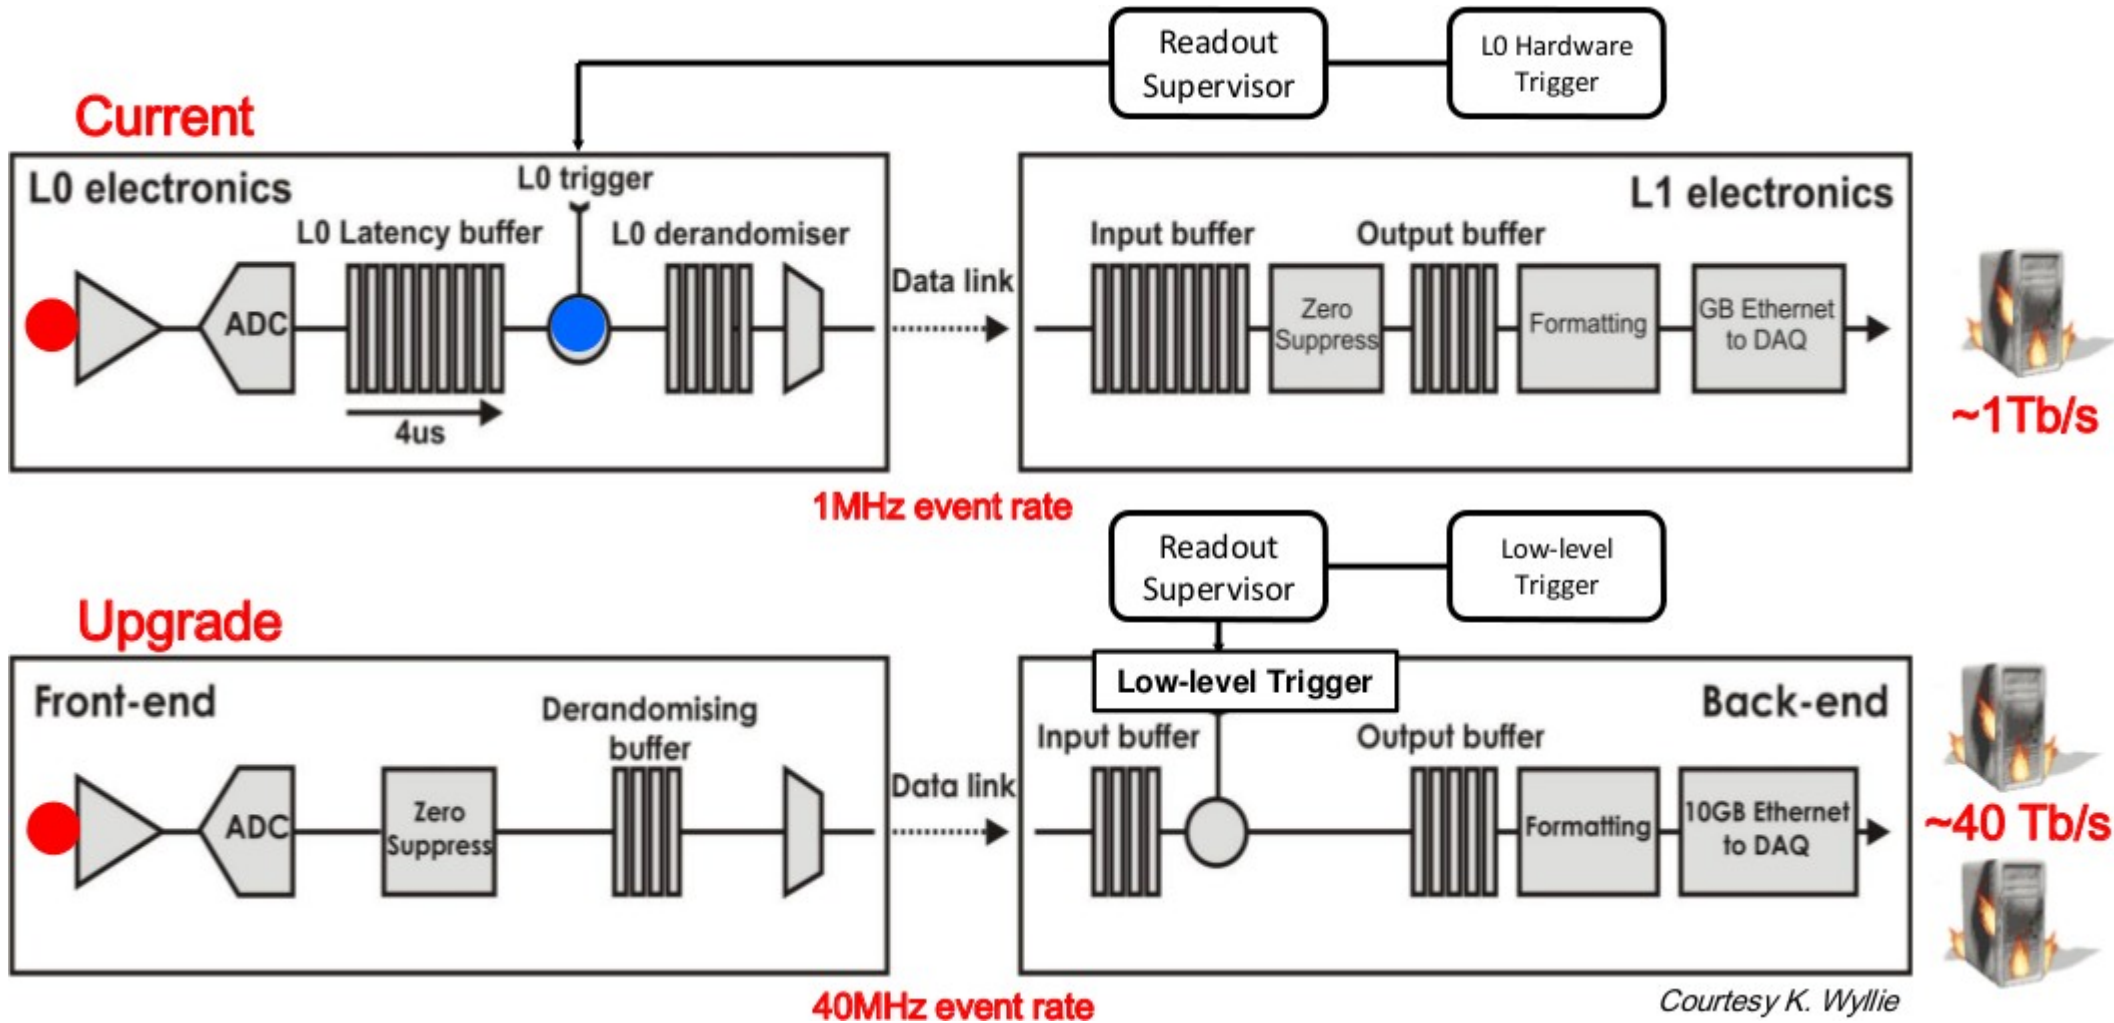 Readout
Supervisor
L0 Hardware
Trigger
Current
L0 electronics
L0 trigger
L0 Latency buffer
L0 derandomiser
ADC
4us
Data link
L1 electronics
Input buffer
Output buffer
Zero
Suppress
Formatting
GB Ethernet
to DAQ
~1Tb/s
1MHz event rate
Readout
Supervisor
Low-level
Trigger
Upgrade
Front-end
Derandomising
buffer
ADC
Zero
Suppress
Data link
Low-level Trigger
Back-end
Input buffer
Output buffer
Formatting
10GB Ethernet
to DAQ
~40 Tb/s
40MHz event rate
Courtesy K. Wyllie